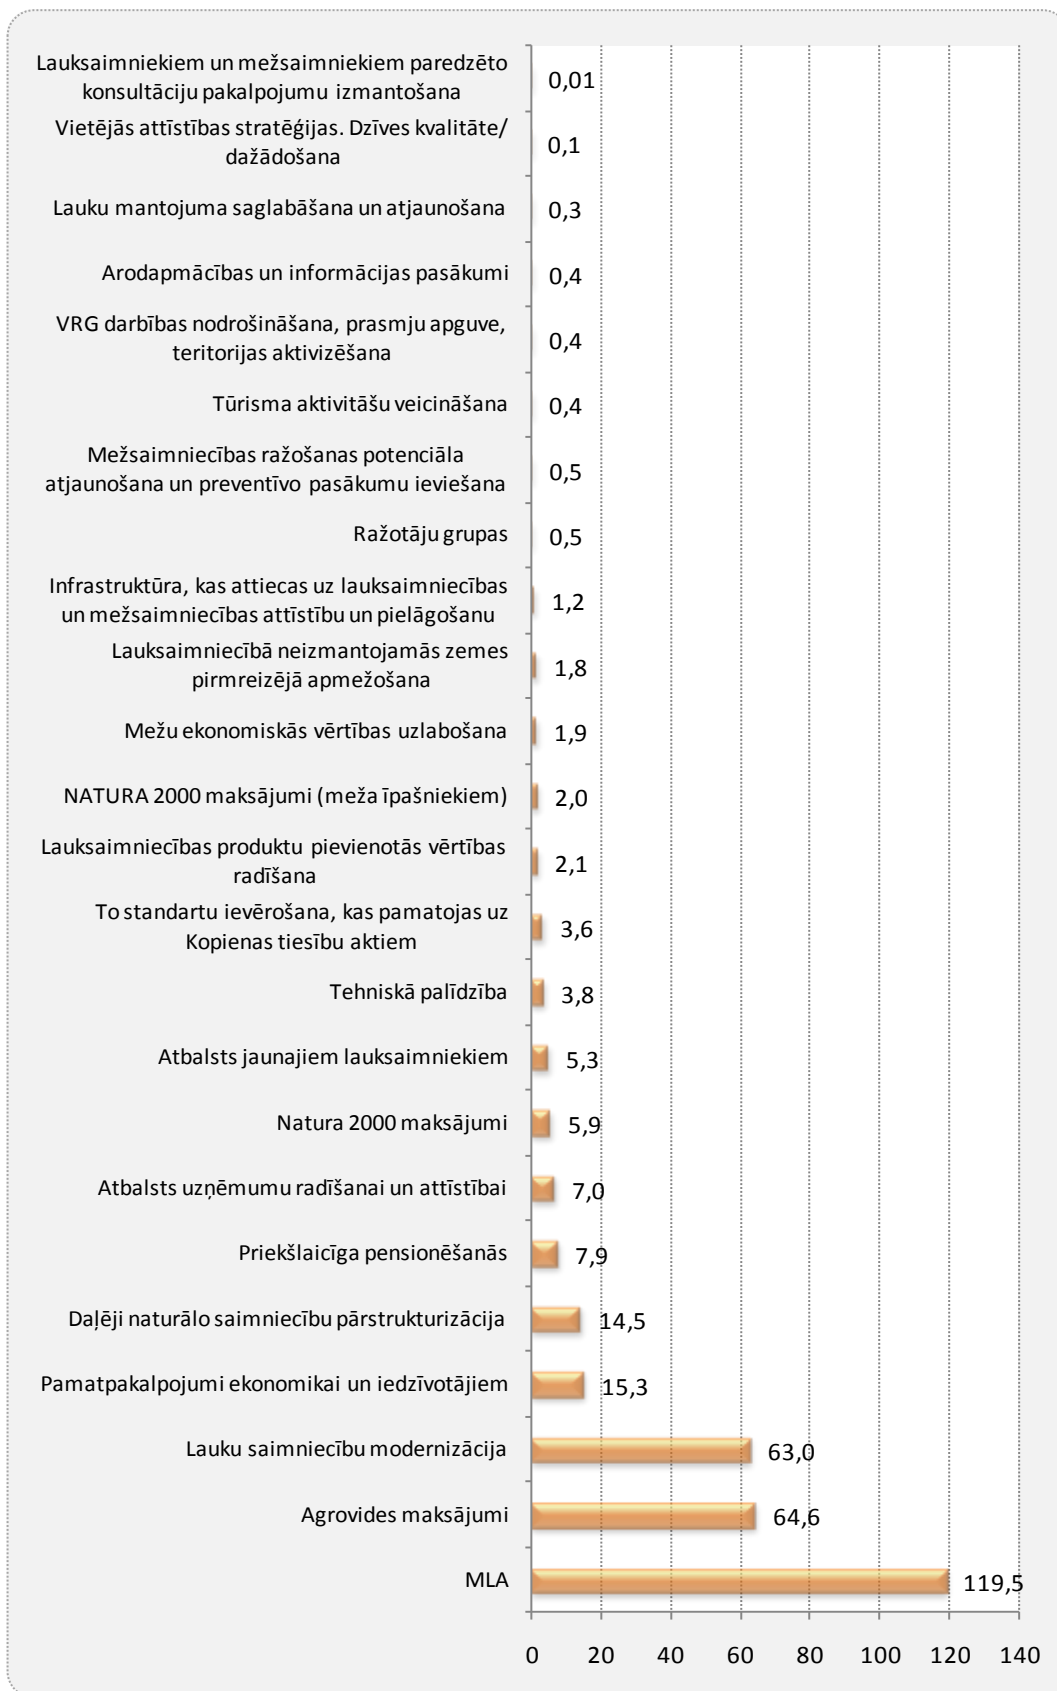 Lauksaimniekiem un mežsaimniekiem paredzēto
konsultāciju pakalpojumu izmantošana
0,01
Vietējās attīstības stratēģijas. Dzīves kvalitāte/
dažādošana
0,1
Lauku mantojuma saglabāšana un atjaunošana
0,3
Arodapmācības un informācijas pasākumi
0,4
VRG darbības nodrošināšana, prasmju apguve,
teritorijas aktivizēšana
0,4
Tūrisma aktivitāšu veicināšana
0,4
Mežsaimniecības ražošanas potenciāla
atjaunošana un preventīvo pasākumu ieviešana
0,5
Ražotāju grupas
0,5
Infrastruktūra, kas attiecas uz lauksaimniecības
un mežsaimniecības attīstību un pielāgošanu
1,2
Lauksaimniecībā neizmantojamās zemes
pirmreizējā apmežošana
1,8
Mežu ekonomiskās vērtības uzlabošana
1,9
NATURA 2000 maksājumi (meža īpašniekiem)
2,0
Lauksaimniecības produktu pievienotās vērtības
radīšana
2,1
To standartu ievērošana, kas pamatojas uz
Kopienas tiesību aktiem
3,6
Tehniskā palīdzība
3,8
Atbalsts jaunajiem lauksaimniekiem
5,3
Natura 2000 maksājumi
5,9
Atbalsts uzņēmumu radīšanai un attīstībai
7,0
Priekšlaicīga pensionēšanās
7,9
Daļēji naturālo saimniecību pārstrukturizācija
14,5
Pamatpakalpojumi ekonomikai un iedzīvotājiem
15,3
Lauku saimniecību modernizācija
63,0
Agrovides maksājumi
64,6
MLA
119,5
0 20 40 60 80 100 120 140